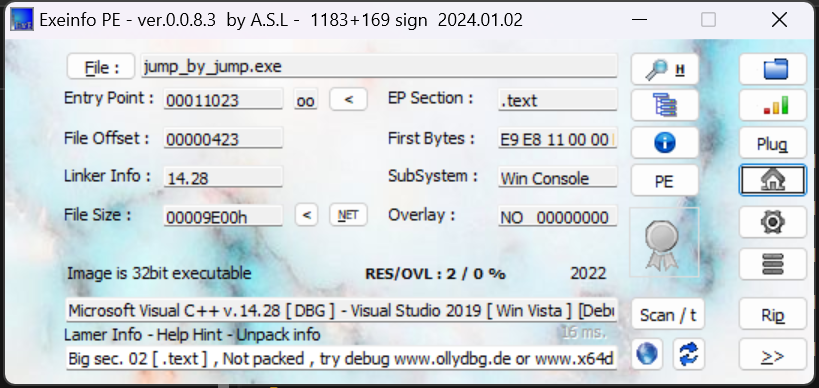 Exeinfo PE - ver.0.0.8.3 by A.S.L - 1183+169 sign 2024.01.02
File : jump_by_jump.exe H
Entry Point : 00011023 oo < EP Section : .text
File Offset : 00000423 First Bytes : E9 E8 11 00 00 Plug
Linker Info : 14.28 SubSystem : Win Console PE
File Size : 00009E00h < NET Overlay : NO 00000000
Image is 32bit executable RES/OVL : 2 / 0 % 2022
Microsoft Visual C++ v.14.28 [ DBG ] - Visual Studio 2019 [ Win Vista ] [Debu Scan / t Rip
Lamer Info - Help Hint - Unpack info 16 ms.
Big sec. 02 [ .text ] , Not packed , try debug www.ollydbg.de or www.x64d >>